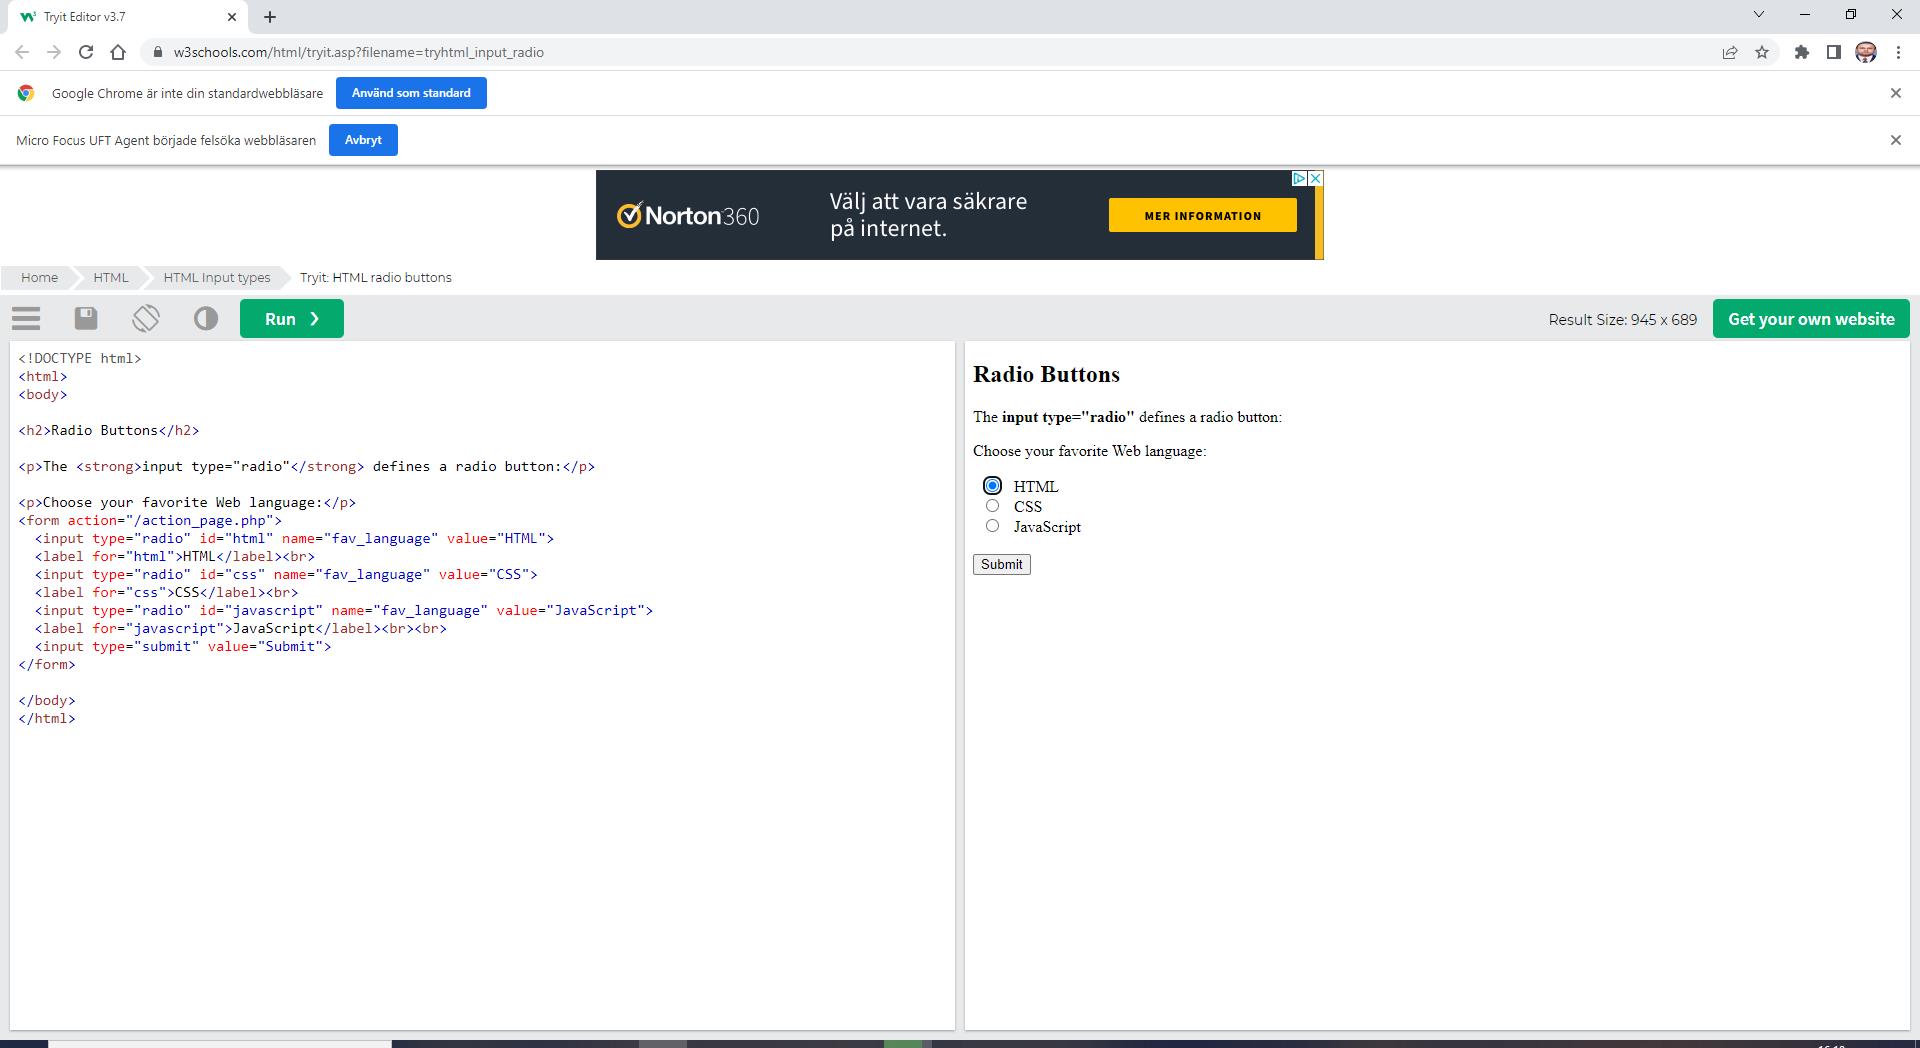 Tryit Editor v3.7
w3schools.com/html/tryit.asp?filename=tryhtml_input_radio
Google Chrome är inte din standardwebbläsare
Använd som standard
Micro Focus UFT Agent började felsöka webbläsaren
Avbryt
Norton360
Välj att vara säkrare
på internet.
MER INFORMATION
Home
HTML
HTML Input types
Tryit: HTML radio buttons
Run ❯
Result Size: 945 x 689
Get your own website
<!DOCTYPE html>
<html>
<body>
<h2>Radio Buttons</h2>
<p>The <strong>input type="radio"</strong> defines a radio button:</p>
<p>Choose your favorite Web language:</p>
<form action="/action_page.php">
<input type="radio" id="html" name="fav_language" value="HTML">
<label for="html">HTML</label><br>
<input type="radio" id="css" name="fav_language" value="CSS">
<label for="css">CSS</label><br>
<input type="radio" id="javascript" name="fav_language" value="JavaScript">
<label for="javascript">JavaScript</label><br><br>
<input type="submit" value="Submit">
</form>
</body>
</html>
Radio Buttons
The input type="radio" defines a radio button:
Choose your favorite Web language:
HTML
CSS
JavaScript
Submit